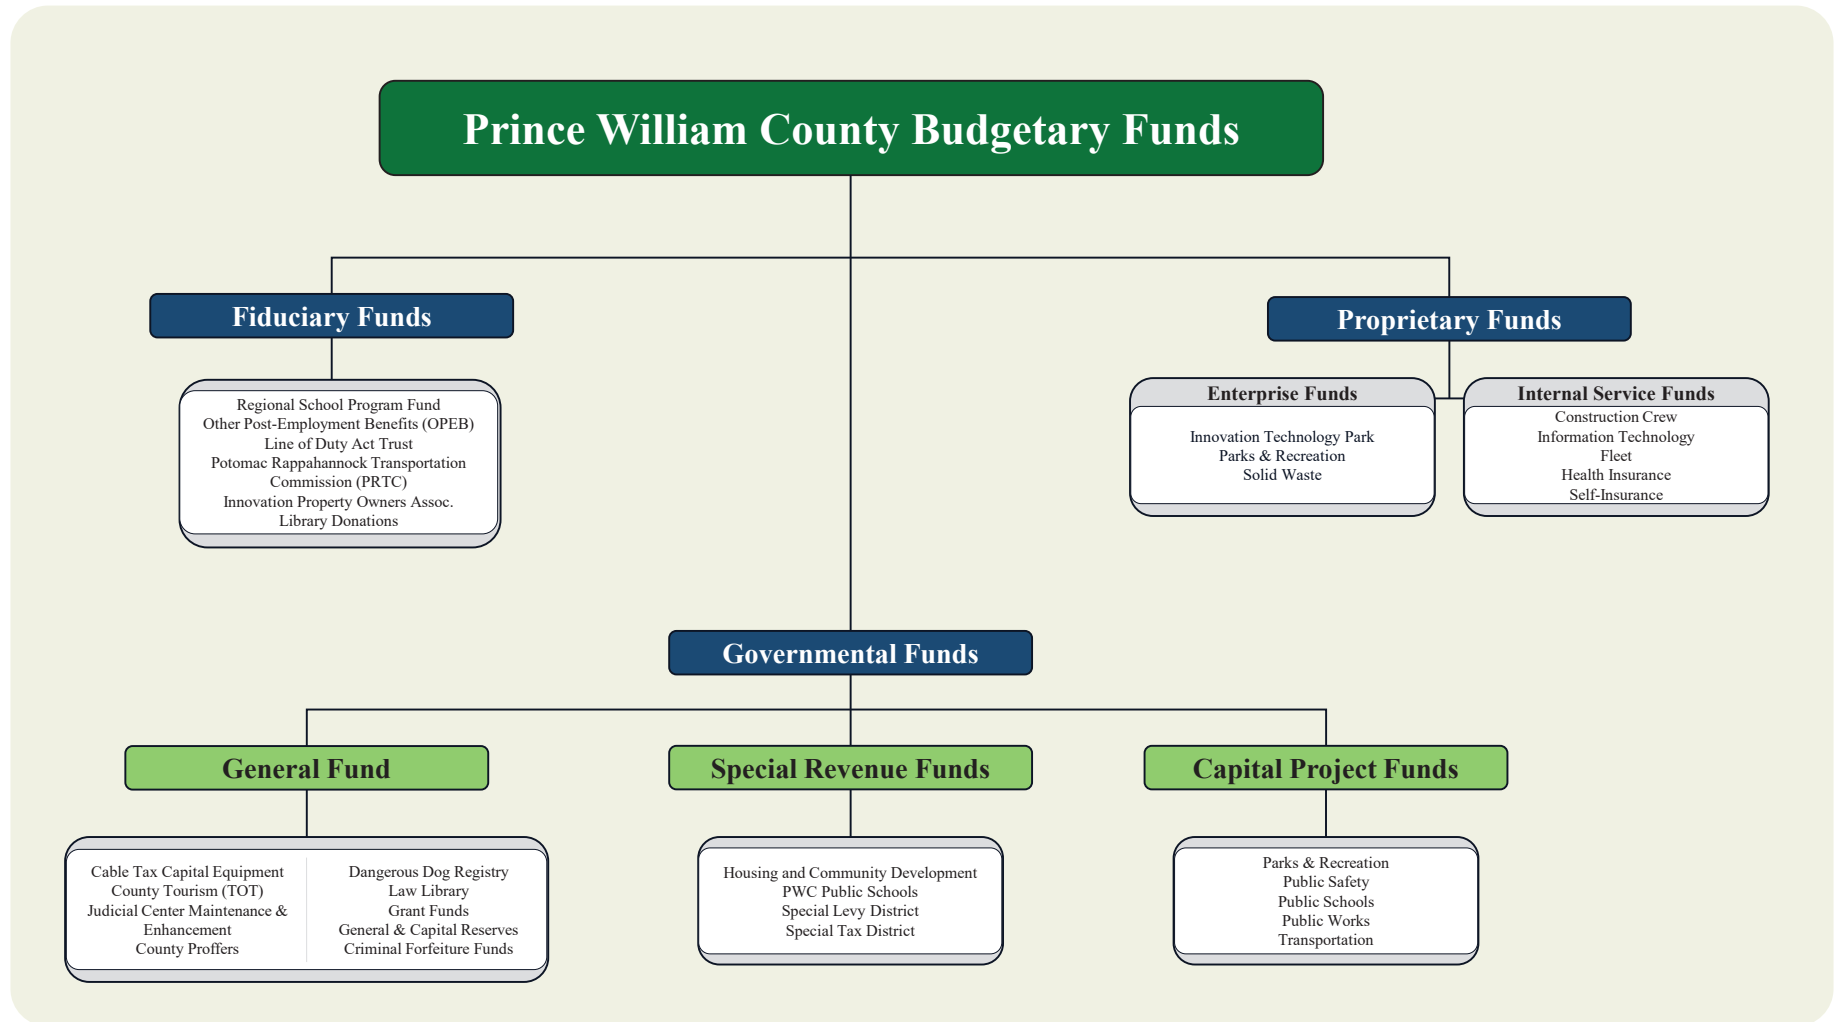 Prince William County Budgetary Funds
Fiduciary Funds
Regional School Program Fund
Other Post-Employment Benefits (OPEB)
Line of Duty Act Trust
Potomac Rappahannock Transportation
Commission (PRTC)
Innovation Property Owners Assoc.
Library Donations
Proprietary Funds
Enterprise Funds
Innovation Technology Park
Parks & Recreation
Solid Waste
Internal Service Funds
Construction Crew
Information Technology
Fleet
Health Insurance
Self-Insurance
Governmental Funds
General Fund
Cable Tax Capital Equipment
County Tourism (TOT)
Judicial Center Maintenance &
Enhancement
County Proffers
Dangerous Dog Registry
Law Library
Grant Funds
General & Capital Reserves
Criminal Forfeiture Funds
Special Revenue Funds
Housing and Community Development
PWC Public Schools
Special Levy District
Special Tax District
Capital Project Funds
Parks & Recreation
Public Safety
Public Schools
Public Works
Transportation